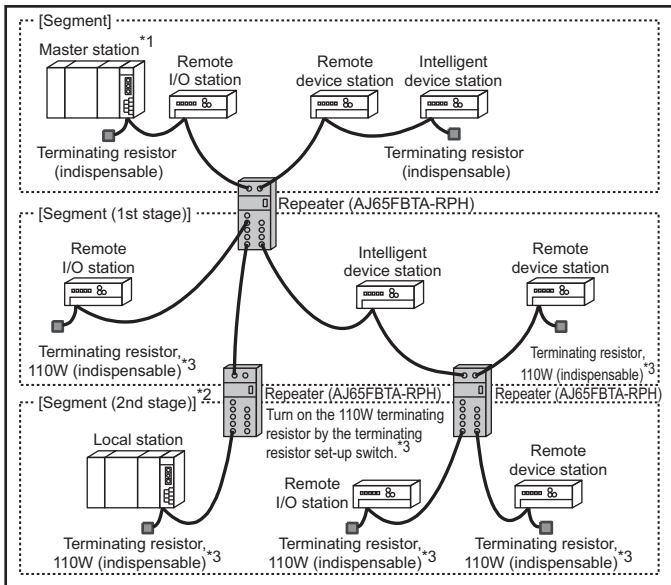 [Segment]
Master station*1
Remote
I/O station
Remote
device station
Intelligent
device station
Terminating resistor
(indispensable)
Terminating resistor
(indispensable)
Repeater (AJ65FBTA-RPH)
[Segment (1st stage)]
Remote
I/O station
Intelligent
device station
Remote
device station
Terminating resistor,
110W (indispensable)*3
Terminating resistor,
110W (indispensable)*3
[Segment (2nd stage)]*2
Repeater (AJ65FBTA-RPH)
Turn on the 110W terminating
resistor by the terminating
resistor set-up switch.*3
Repeater (AJ65FBTA-RPH)
Local station
Remote
I/O station
Remote
device station
Terminating resistor,
110W (indispensable)*3
Terminating resistor,
110W (indispensable)*3
Terminating resistor,
110W (indispensable)*3